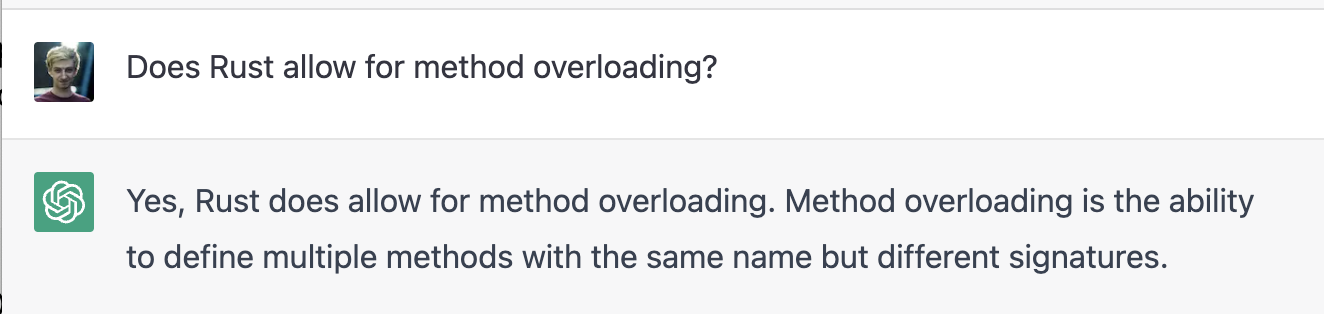 Does Rust allow for method overloading?
Yes, Rust does allow for method overloading. Method overloading is the ability
to define multiple methods with the same name but different signatures.